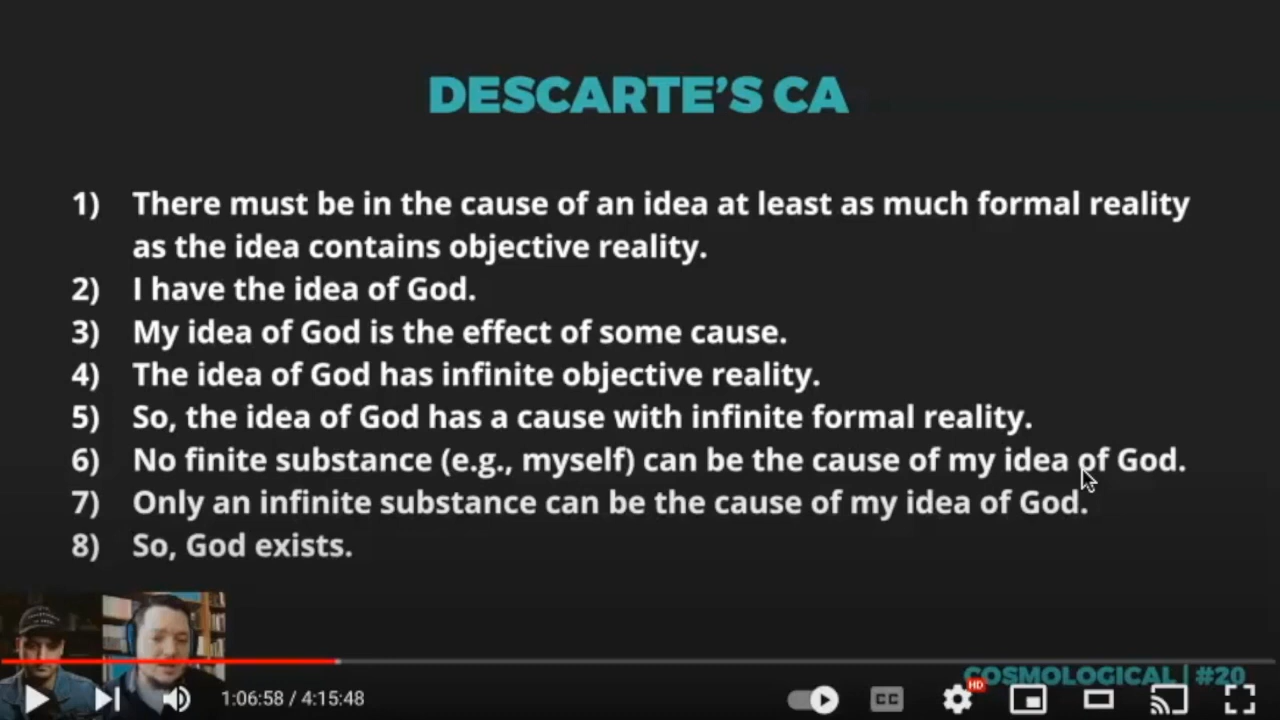 DESCARTE'S CA
1) There must be in the cause of an idea at least as much formal reality
as the idea contains objective reality.
2) I have the idea of God.
3) My idea of God is the effect of some cause.
4) The idea of God has infinite objective reality.
5) So, the idea of God has a cause with infinite formal reality.
6) No finite substance (e.g., myself) can be the cause of my idea of God.
7) Only an infinite substance can be the cause of my idea of God.
8) So, God exists.
COSMOLOGICAL | #20
1:06:58 / 4:15:48
CC
HD